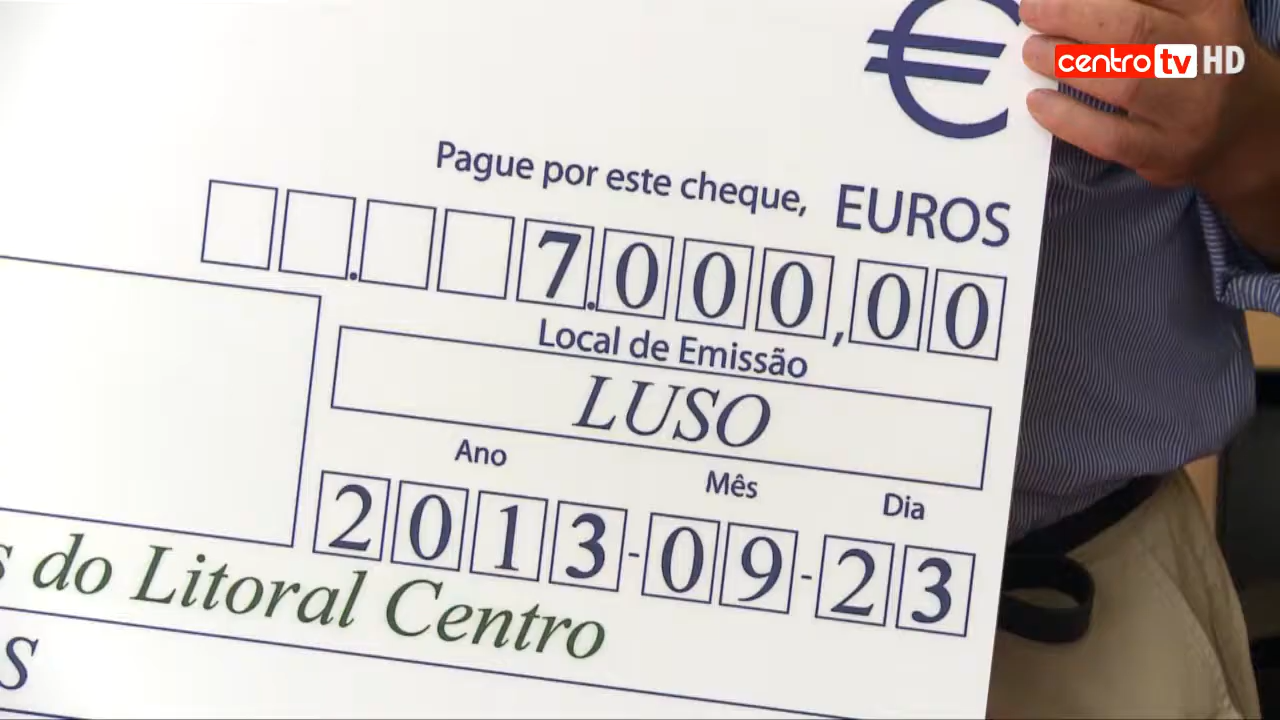 €
centro tv HD
Pague por este cheque, EUROS
. 7.000,00
Local de Emissão
LUSO
Ano Mês Dia
2013-09-23
s do Litoral Centro
S